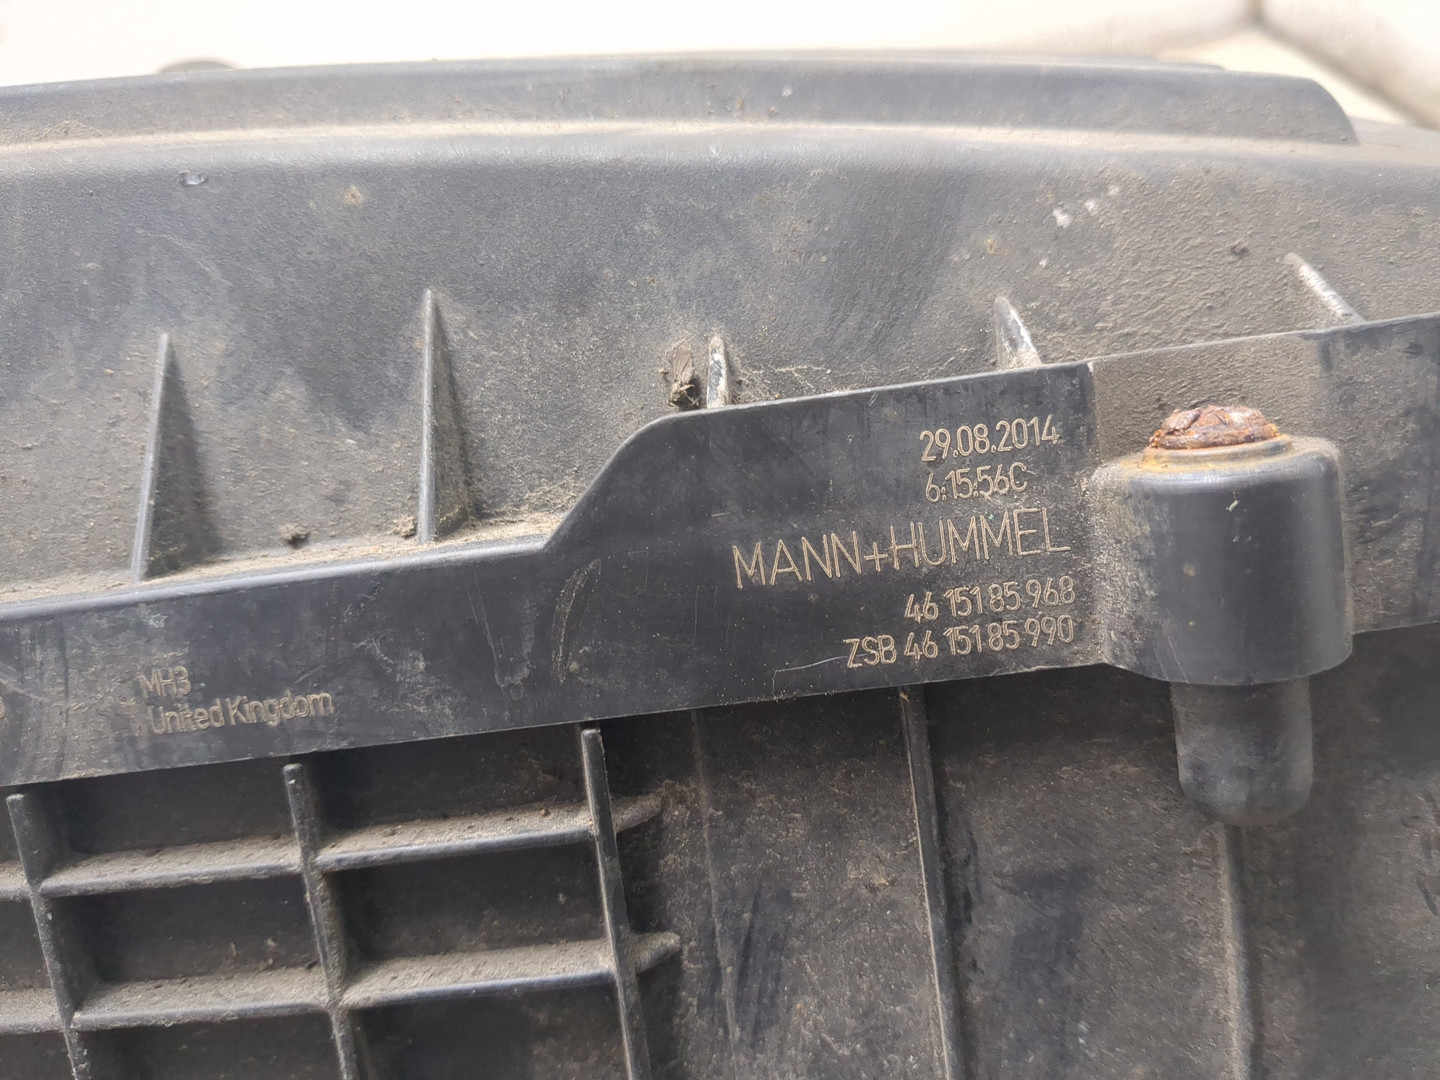 29.08.2014
6:15:56C
MANN+HUMMEL
46 151 85 968
ZSB 46 151 85 990
MH3
United Kingdom